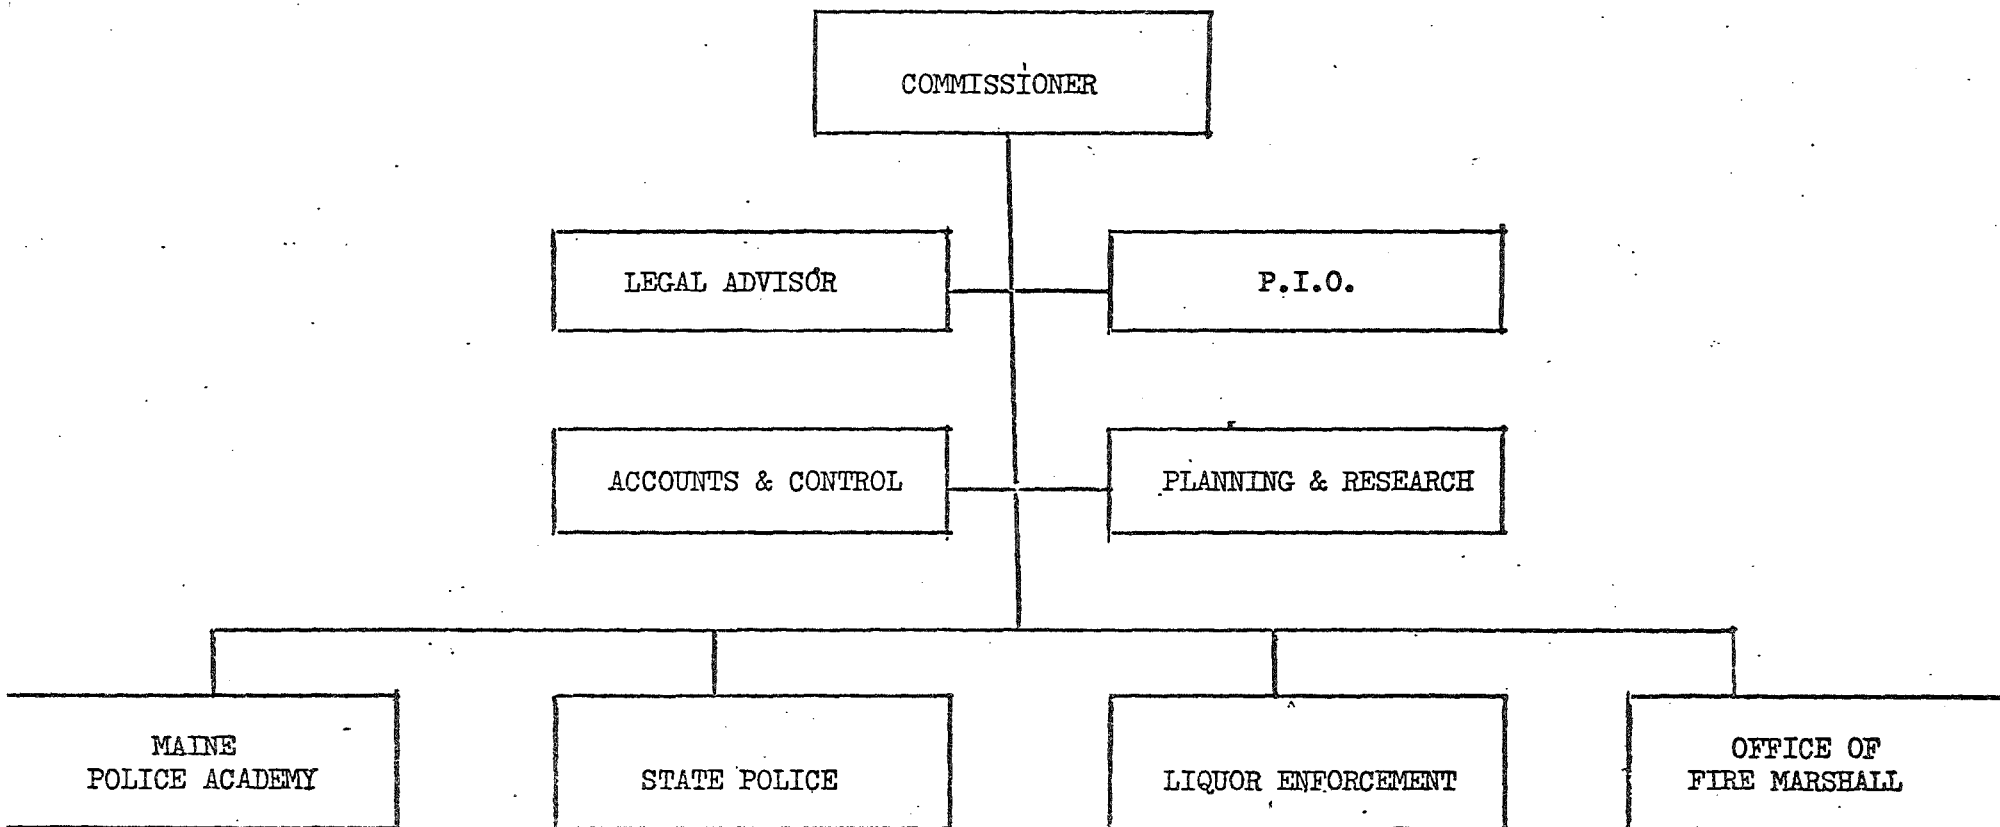 COMMISSIONER
LEGAL ADVISOR
P.I.O.
ACCOUNTS & CONTROL
PLANNING & RESEARCH
MAINE
POLICE ACADEMY
STATE POLICE
LIQUOR ENFORCEMENT
OFFICE OF
FIRE MARSHALL